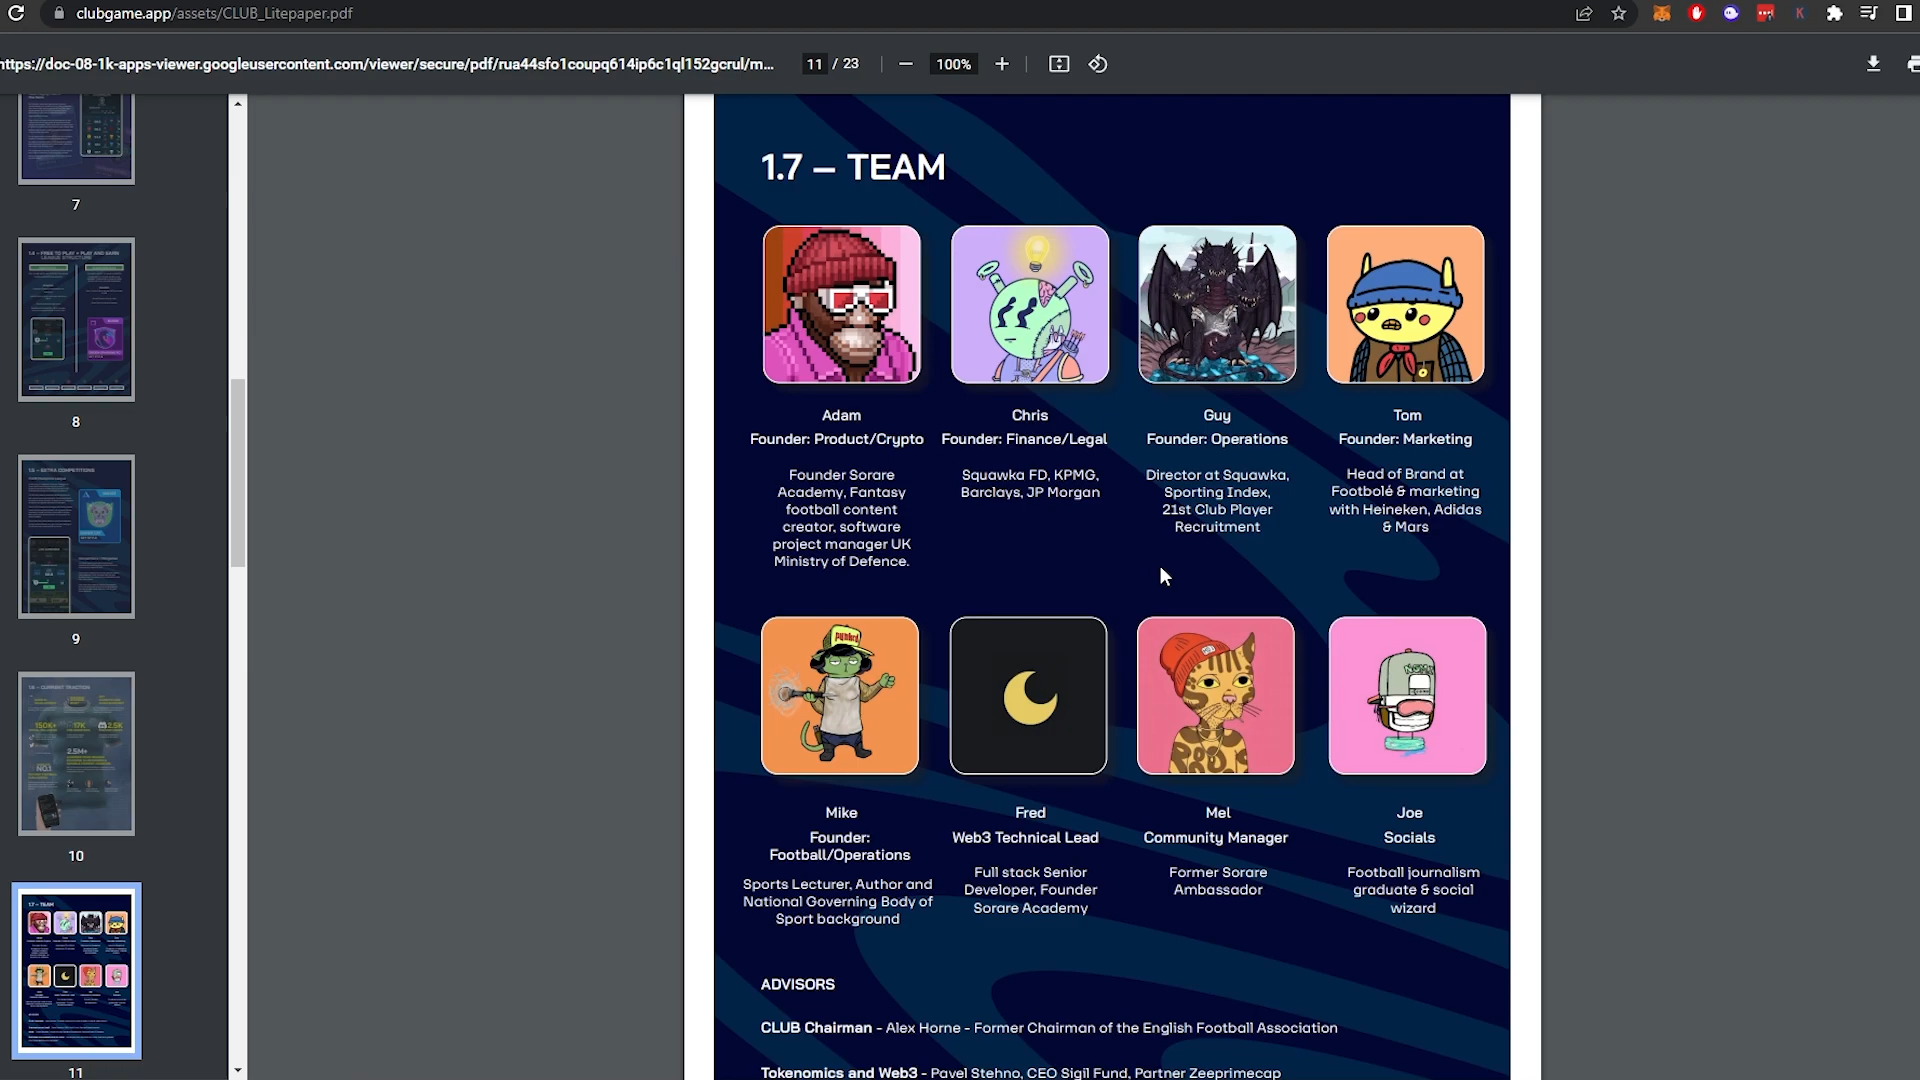 clubgame.app/assets/CLUB_Litepaper.pdf
https://doc-08-1k-apps-viewer.googleusercontent.com/viewer/secure/pdf/rua44sfo1coupq614ip6c1ql152gcrul/m...
11 / 23
100%
7
8
9
10
11
1.7 – TEAM
Adam
Founder: Product/Crypto
Founder Sorare
Academy, Fantasy
football content
creator, software
project manager UK
Ministry of Defence.
Chris
Founder: Finance/Legal
Squawka FD, KPMG,
Barclays, JP Morgan
Guy
Founder: Operations
Director at Squawka,
Sporting Index,
21st Club Player
Recruitment
Tom
Founder: Marketing
Head of Brand at
Footbolé & marketing
with Heineken, Adidas
& Mars
Mike
Founder:
Football/Operations
Sports Lecturer, Author and
National Governing Body of
Sport background
Fred
Web3 Technical Lead
Full stack Senior
Developer, Founder
Sorare Academy
Mel
Community Manager
Former Sorare
Ambassador
Joe
Socials
Football journalism
graduate & social
wizard
ADVISORS
CLUB Chairman - Alex Horne - Former Chairman of the English Football Association
Tokenomics and Web3 - Pavel Stehno, CEO Sigil Fund, Partner Zeeprimecap